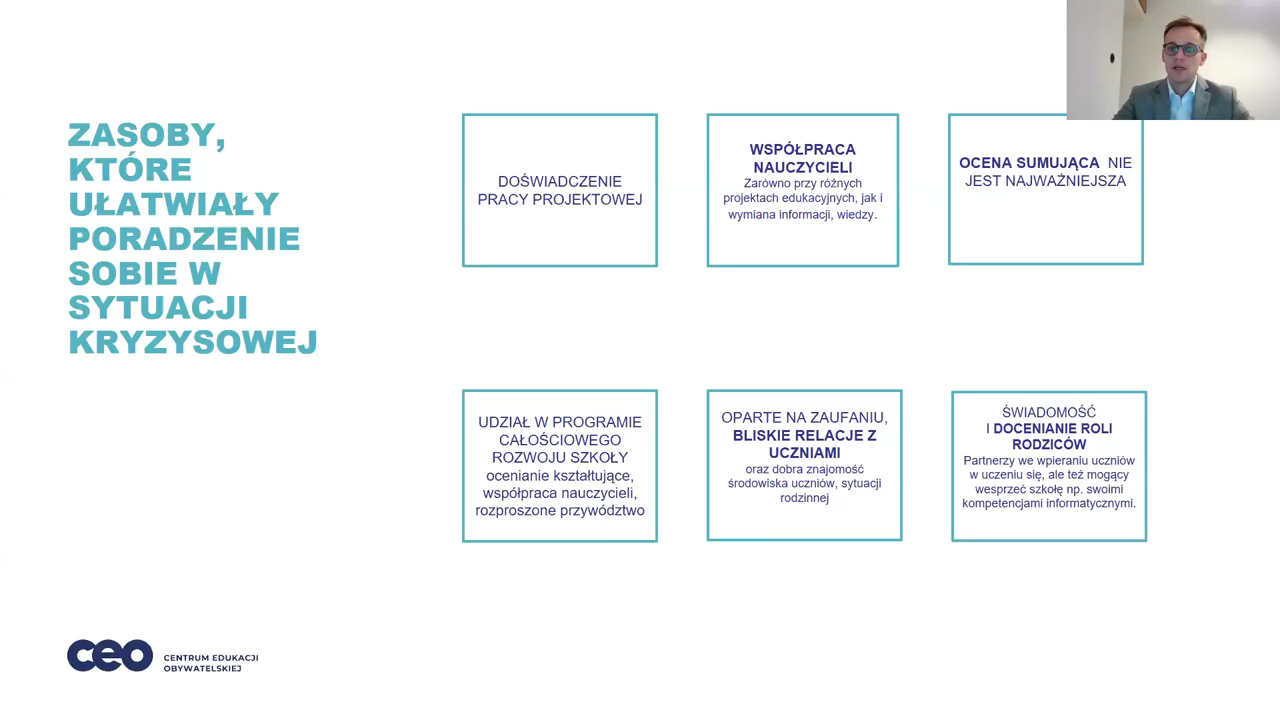 ZASOBY,
KTÓRE
UŁATWIAŁY
PORADZENIE
SOBIE W
SYTUACJI
KRYZYSOWEJ
DOŚWIADCZENIE
PRACY PROJEKTOWEJ
WSPÓŁPRACA
NAUCZYCIELI
Zarówno przy różnych
projektach edukacyjnych, jak i
wymiana informacji, wiedzy.
OCENA SUMUJĄCA NIE
JEST NAJWAŻNIEJSZA
UDZIAŁ W PROGRAMIE
CAŁOŚCIOWEGO
ROZWOJU SZKOŁY
ocenianie kształtujące,
współpraca nauczycieli,
rozproszone przywództwo
OPARTE NA ZAUFANIU,
BLISKIE RELACJE Z
UCZNIAMI
oraz dobra znajomość
środowiska uczniów, sytuacji
rodzinnej
ŚWIADOMOŚĆ
I DOCENIANIE ROLI
RODZICÓW
Partnerzy we wpieraniu uczniów
w uczeniu się, ale też mogący
wesprzeć szkołę np. swoimi
kompetencjami informatycznymi.
ceo
CENTRUM EDUKACJI
OBYWATELSKIEJ